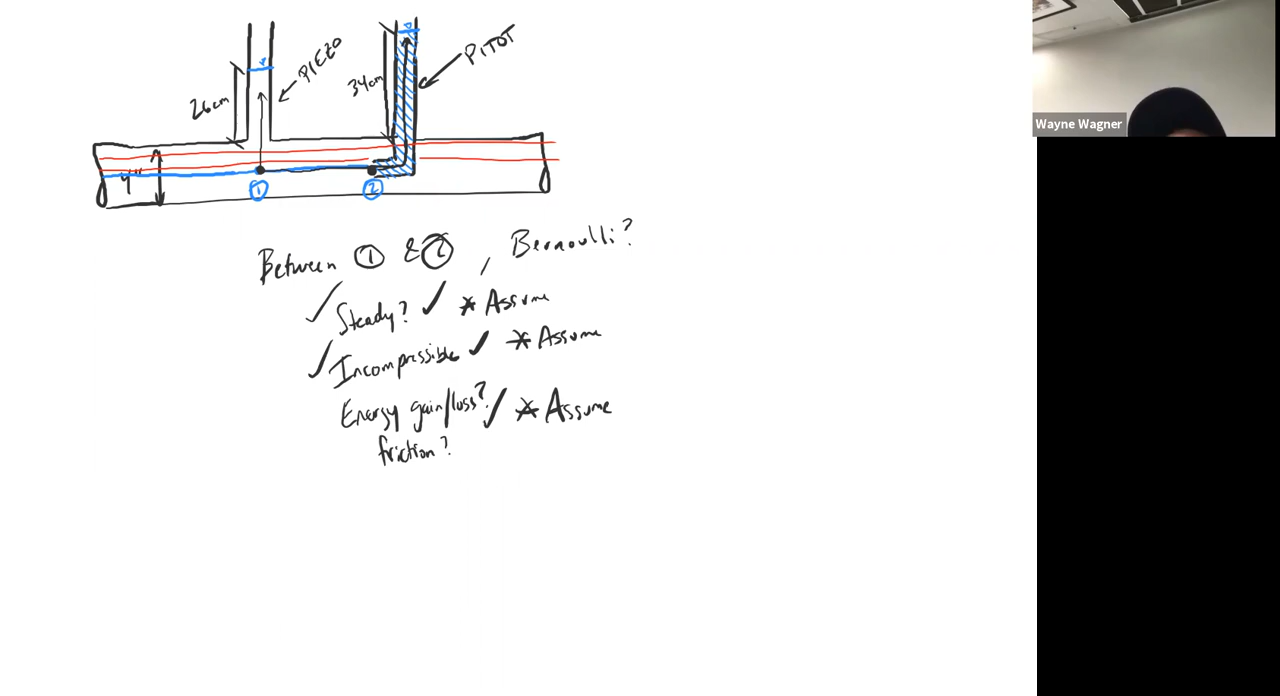 26cm
PIEZO
34cm
PITOT
4"
① ②
Between ① & ② , Bernoulli?
✓ Steady? ✓ * Assume
✓ Incompressible ✓ * Assume
Energy gain/loss? ✓ * Assume
friction?
Wayne Wagner